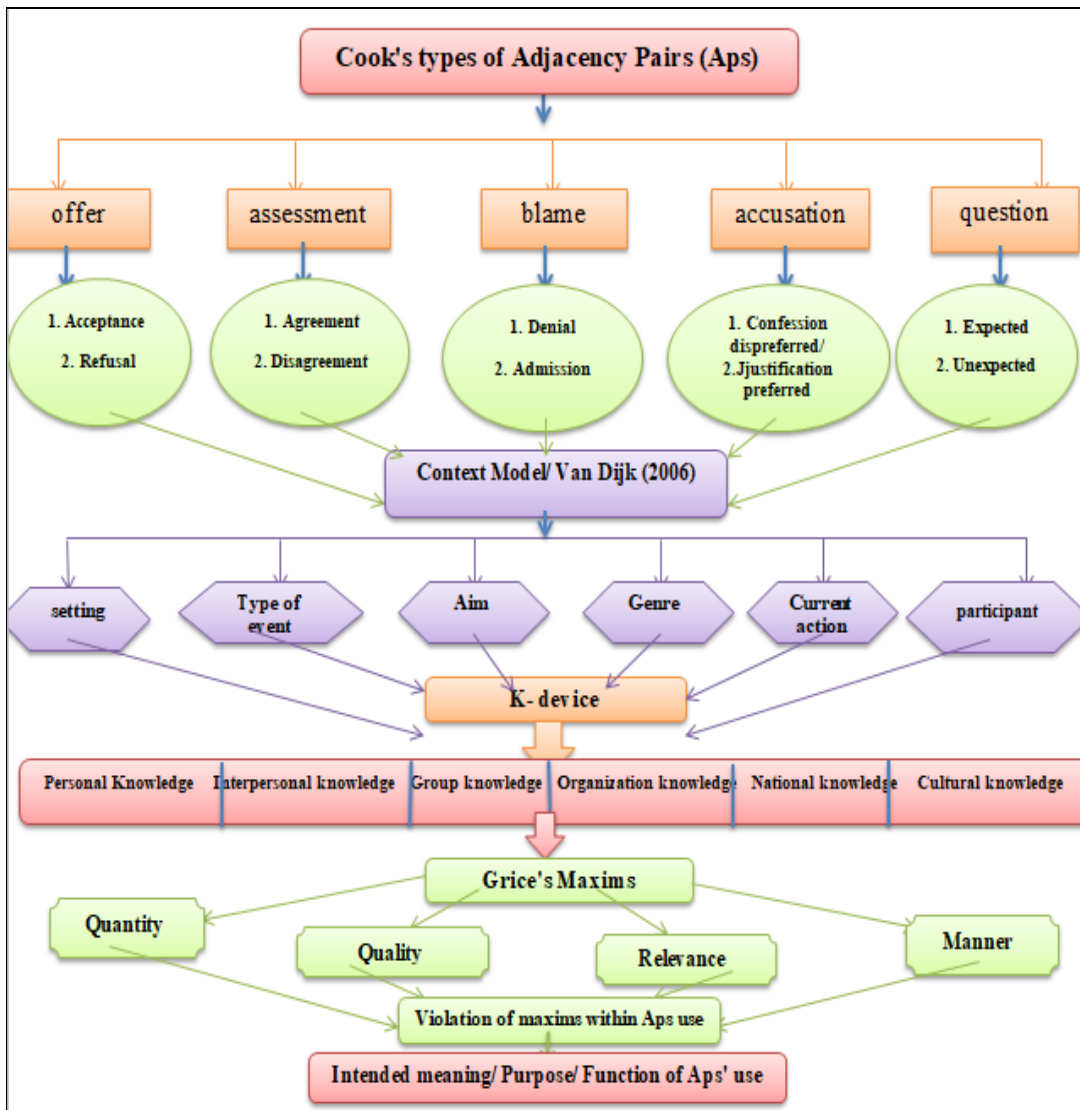 Cook's types of Adjacency Pairs (Aps)
offer
assessment
blame
accusation
question
1. Acceptance
2. Refusal
1. Agreement
2. Disagreement
1. Denial
2. Admission
1. Confession
dispreferred/
2.Jjustification
preferred
1. Expected
2. Unexpected
Context Model/ Van Dijk (2006)
setting
Type of
event
Aim
Genre
Current
action
participant
K- device
Personal Knowledge
Interpersonal knowledge
Group knowledge
Organization knowledge
National knowledge
Cultural knowledge
Grice's Maxims
Quantity
Quality
Relevance
Manner
Violation of maxims within Aps use
Intended meaning/ Purpose/ Function of Aps' use